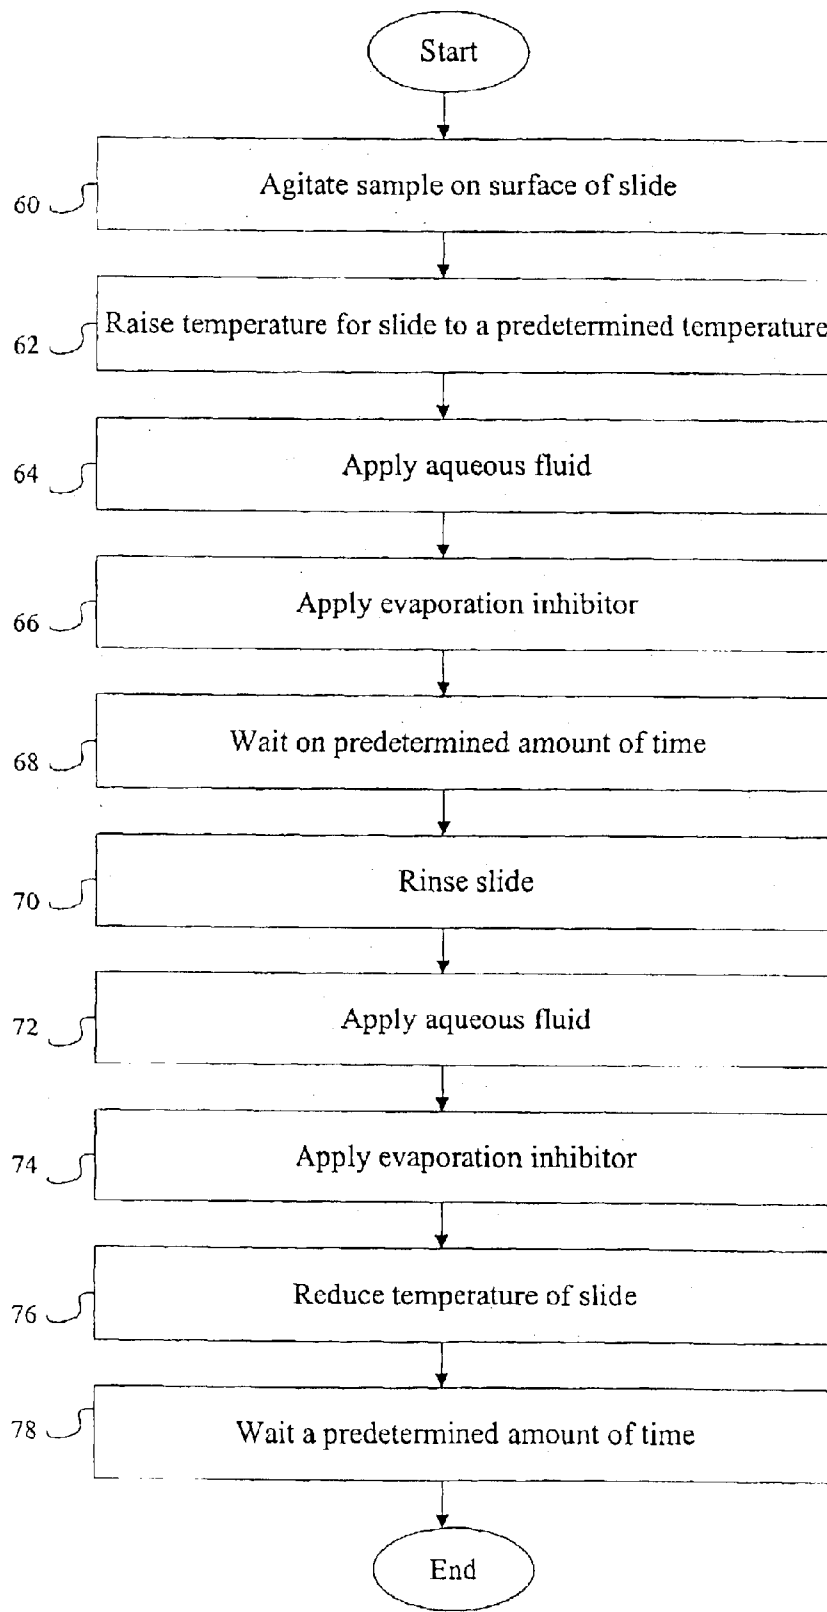 Start
60 Agitate sample on surface of slide
62 Raise temperature for slide to a predetermined temperature
64 Apply aqueous fluid
66 Apply evaporation inhibitor
68 Wait on predetermined amount of time
70 Rinse slide
72 Apply aqueous fluid
74 Apply evaporation inhibitor
76 Reduce temperature of slide
78 Wait a predetermined amount of time
End